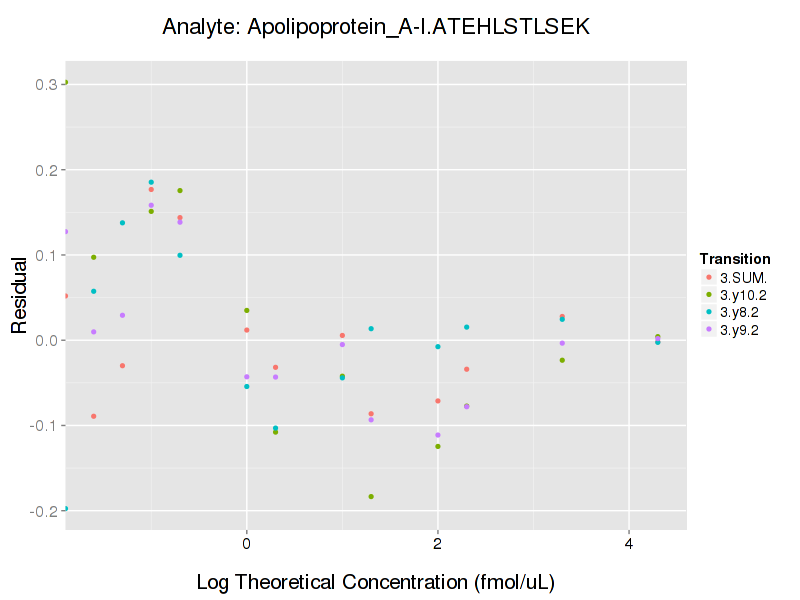 Analyte: Apolipoprotein_A-I.ATEHLSTLSEK
Residual
0.3
0.2
0.1
0.0
-0.1
-0.2
0 2 4
Log Theoretical Concentration (fmol/uL)
Transition
3.SUM.
3.y10.2
3.y8.2
3.y9.2